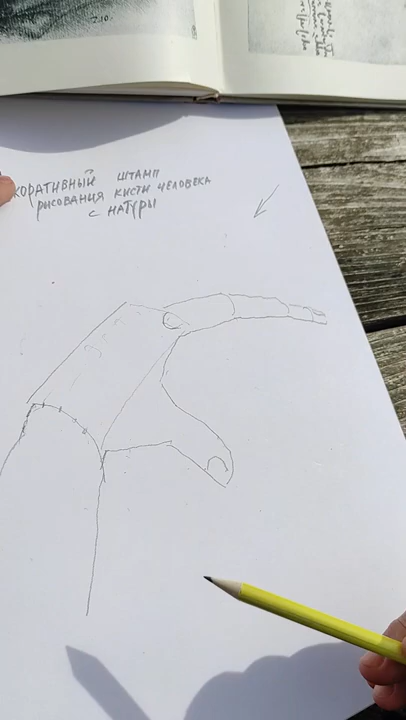 коративный штамп
рисования кисти человека
с натуры